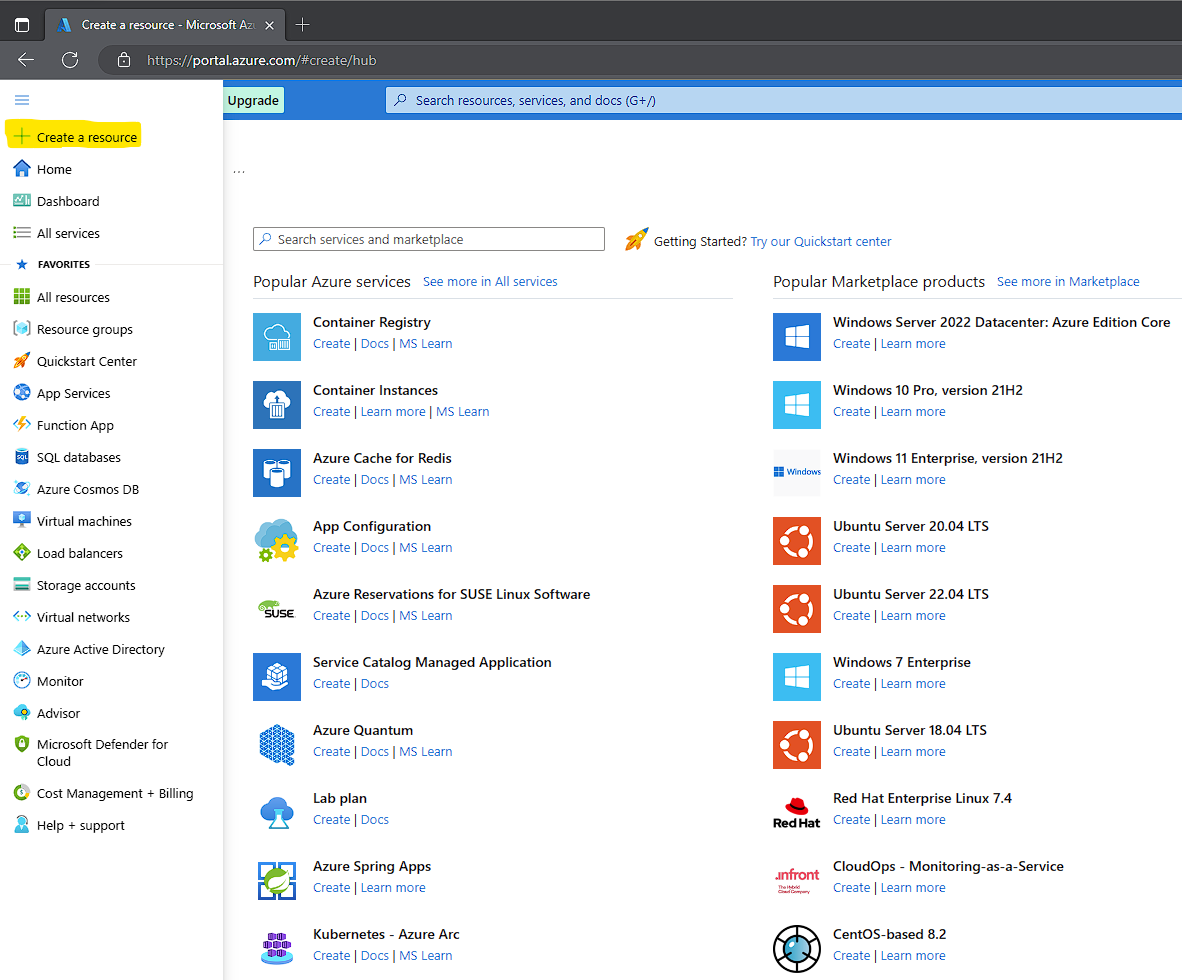 Create a resource - Microsoft Azu
https://portal.azure.com/#create/hub
Upgrade
Search resources, services, and docs (G+/)
Create a resource
Home
Dashboard
All services
FAVORITES
All resources
Resource groups
Quickstart Center
App Services
Function App
SQL databases
Azure Cosmos DB
Virtual machines
Load balancers
Storage accounts
Virtual networks
Azure Active Directory
Monitor
Advisor
Microsoft Defender for
Cloud
Cost Management + Billing
Help + support
...
Search services and marketplace
Getting Started? Try our Quickstart center
Popular Azure services See more in All services
Container Registry
Create | Docs | MS Learn
Container Instances
Create | Learn more | MS Learn
Azure Cache for Redis
Create | Docs | MS Learn
App Configuration
Create | Docs | MS Learn
SUSE
Azure Reservations for SUSE Linux Software
Create | Docs | MS Learn
Service Catalog Managed Application
Create | Docs
Azure Quantum
Create | Docs | MS Learn
Lab plan
Create | Docs
Azure Spring Apps
Create | Learn more
Kubernetes - Azure Arc
Create | Docs | MS Learn
Popular Marketplace products See more in Marketplace
Windows Server 2022 Datacenter: Azure Edition Core
Create | Learn more
Windows 10 Pro, version 21H2
Create | Learn more
Windows
Windows 11 Enterprise, version 21H2
Create | Learn more
Ubuntu Server 20.04 LTS
Create | Learn more
Ubuntu Server 22.04 LTS
Create | Learn more
Windows 7 Enterprise
Create | Learn more
Ubuntu Server 18.04 LTS
Create | Learn more
Red Hat
Red Hat Enterprise Linux 7.4
Create | Learn more
.infront
The Hybrid
Cloud Company
CloudOps - Monitoring-as-a-Service
Create | Learn more
CentOS-based 8.2
Create | Learn more